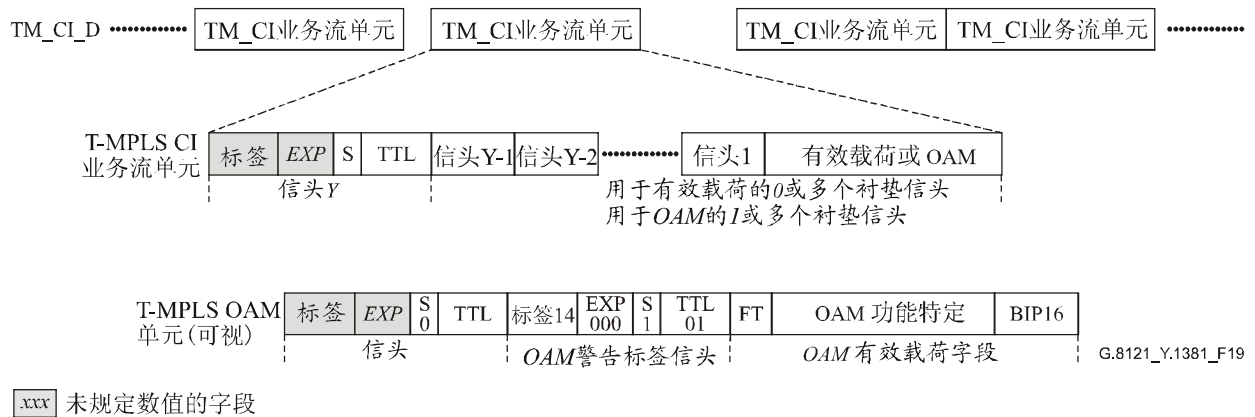 TM_CI_D TM_CI业务流单元 TM_CI业务流单元 TM_CI业务流单元 TM_CI业务流单元
T-MPLS CI
业务流单元
标签 EXP S TTL 信头Y-1 信头Y-2 信头1 有效载荷或 OAM
信头Y
用于有效载荷的0或多个衬垫信头
用于OAM的1或多个衬垫信头
T-MPLS OAM
单元(可视)
标签 EXP S 0 TTL 标签14 EXP 000 S 1 TTL 01 FT OAM 功能特定 BIP16
信头 OAM警告标签信头 OAM 有效载荷字段
G.8121_Y.1381_F19
xxx 未规定数值的字段